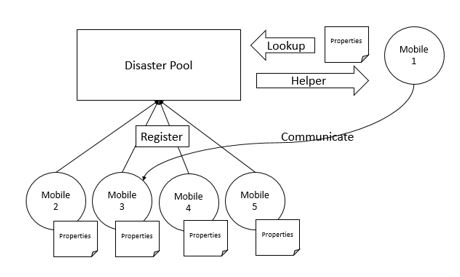 Lookup
Properties
Mobile
1
Disaster Pool
Helper
Register
Communicate
Mobile
2
Mobile
3
Mobile
4
Mobile
5
Properties
Properties
Properties
Properties